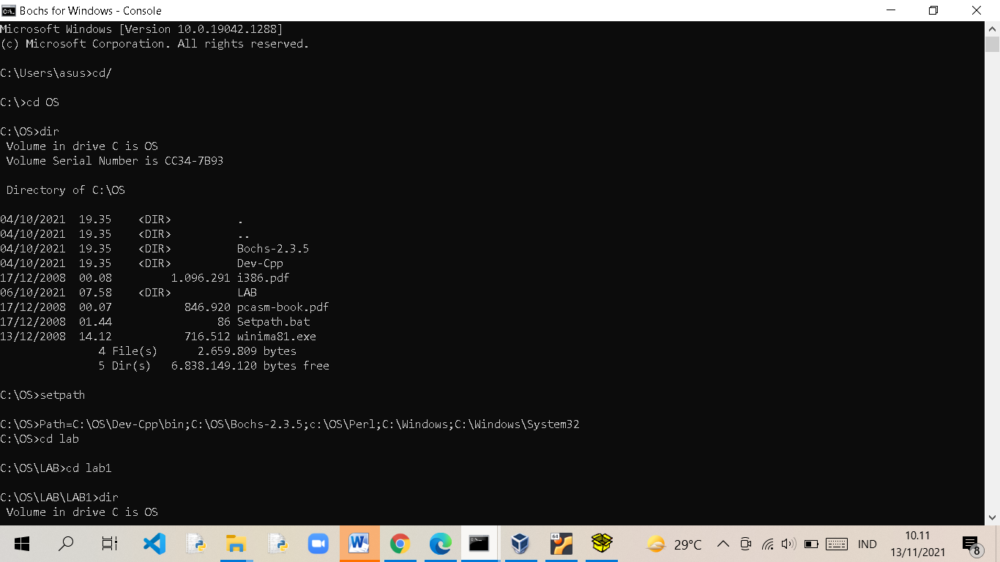 Bochs for Windows - Console
Microsoft Windows [Version 10.0.19042.1288]
(c) Microsoft Corporation. All rights reserved.
C:\Users\asus>cd/
C:\>cd OS
C:\OS>dir
Volume in drive C is OS
Volume Serial Number is CC34-7B93
Directory of C:\OS
04/10/2021 19.35 <DIR> .
04/10/2021 19.35 <DIR> ..
04/10/2021 19.35 <DIR> Bochs-2.3.5
04/10/2021 19.35 <DIR> Dev-Cpp
17/12/2008 00.08 1.096.291 i386.pdf
06/10/2021 07.58 <DIR> LAB
17/12/2008 00.07 846.920 pcasm-book.pdf
17/12/2008 01.44 86 Setpath.bat
13/12/2008 14.12 716.512 winima81.exe
4 File(s) 2.659.809 bytes
5 Dir(s) 6.838.149.120 bytes free
C:\OS>setpath
C:\OS>Path=C:\OS\Dev-Cpp\bin;C:\OS\Bochs-2.3.5;c:\OS\Perl;C:\Windows;C:\Windows\System32
C:\OS>cd lab
C:\OS\LAB>cd lab1
C:\OS\LAB\LAB1>dir
Volume in drive C is OS
64
29°C
IND
10.11
13/11/2021
8